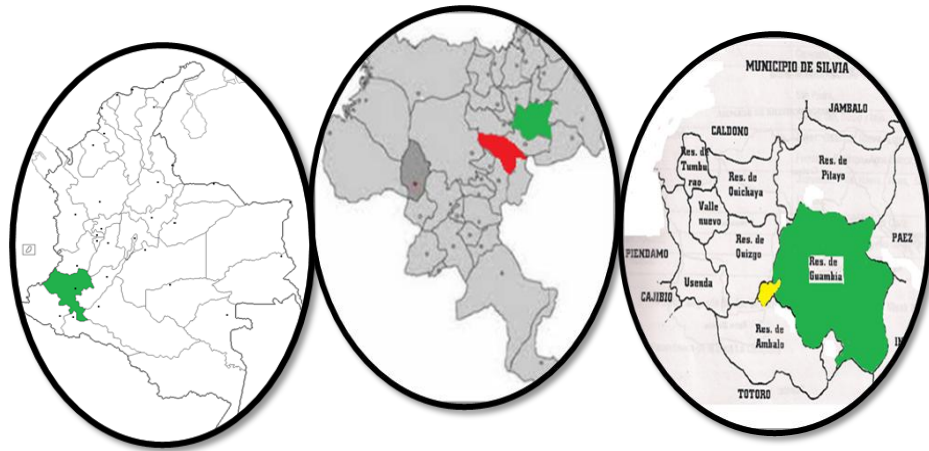 MUNICIPIO DE SILVIA
JAMBALO
CALDONO
Res. de
Tumbu
rao
Res. de
Quichaya
Res. de
Pitayo
Valle
nuevo
PAEZ
Res. de
Quizgo
PIENDAMO
Res. de
Guambia
Usenda
CAJIBIO
Res. de
Ambalo
TOTORO